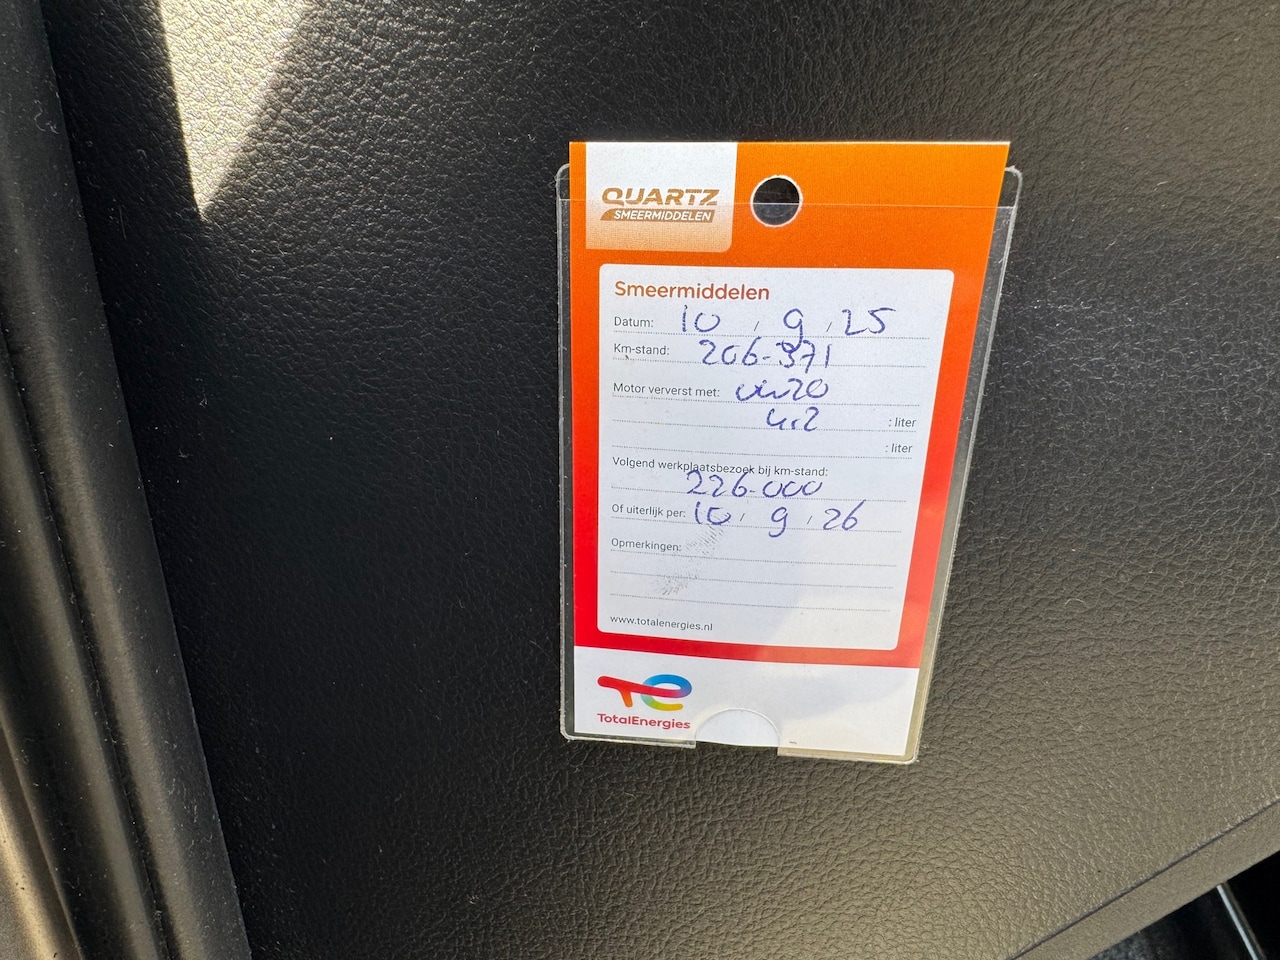 QUARTZ
SMEERMIDDELEN
Smeermiddelen
Datum: 10 / 9 / 25
Km-stand: 206-371
Motor ververst met:
4,2 : liter
: liter
Volgend werkplaatsbezoek bij km-stand:
226-000
Of uiterlijk per: 10 / 9 / 26
Opmerkingen:
www.totalenergies.nl
TotalEnergies